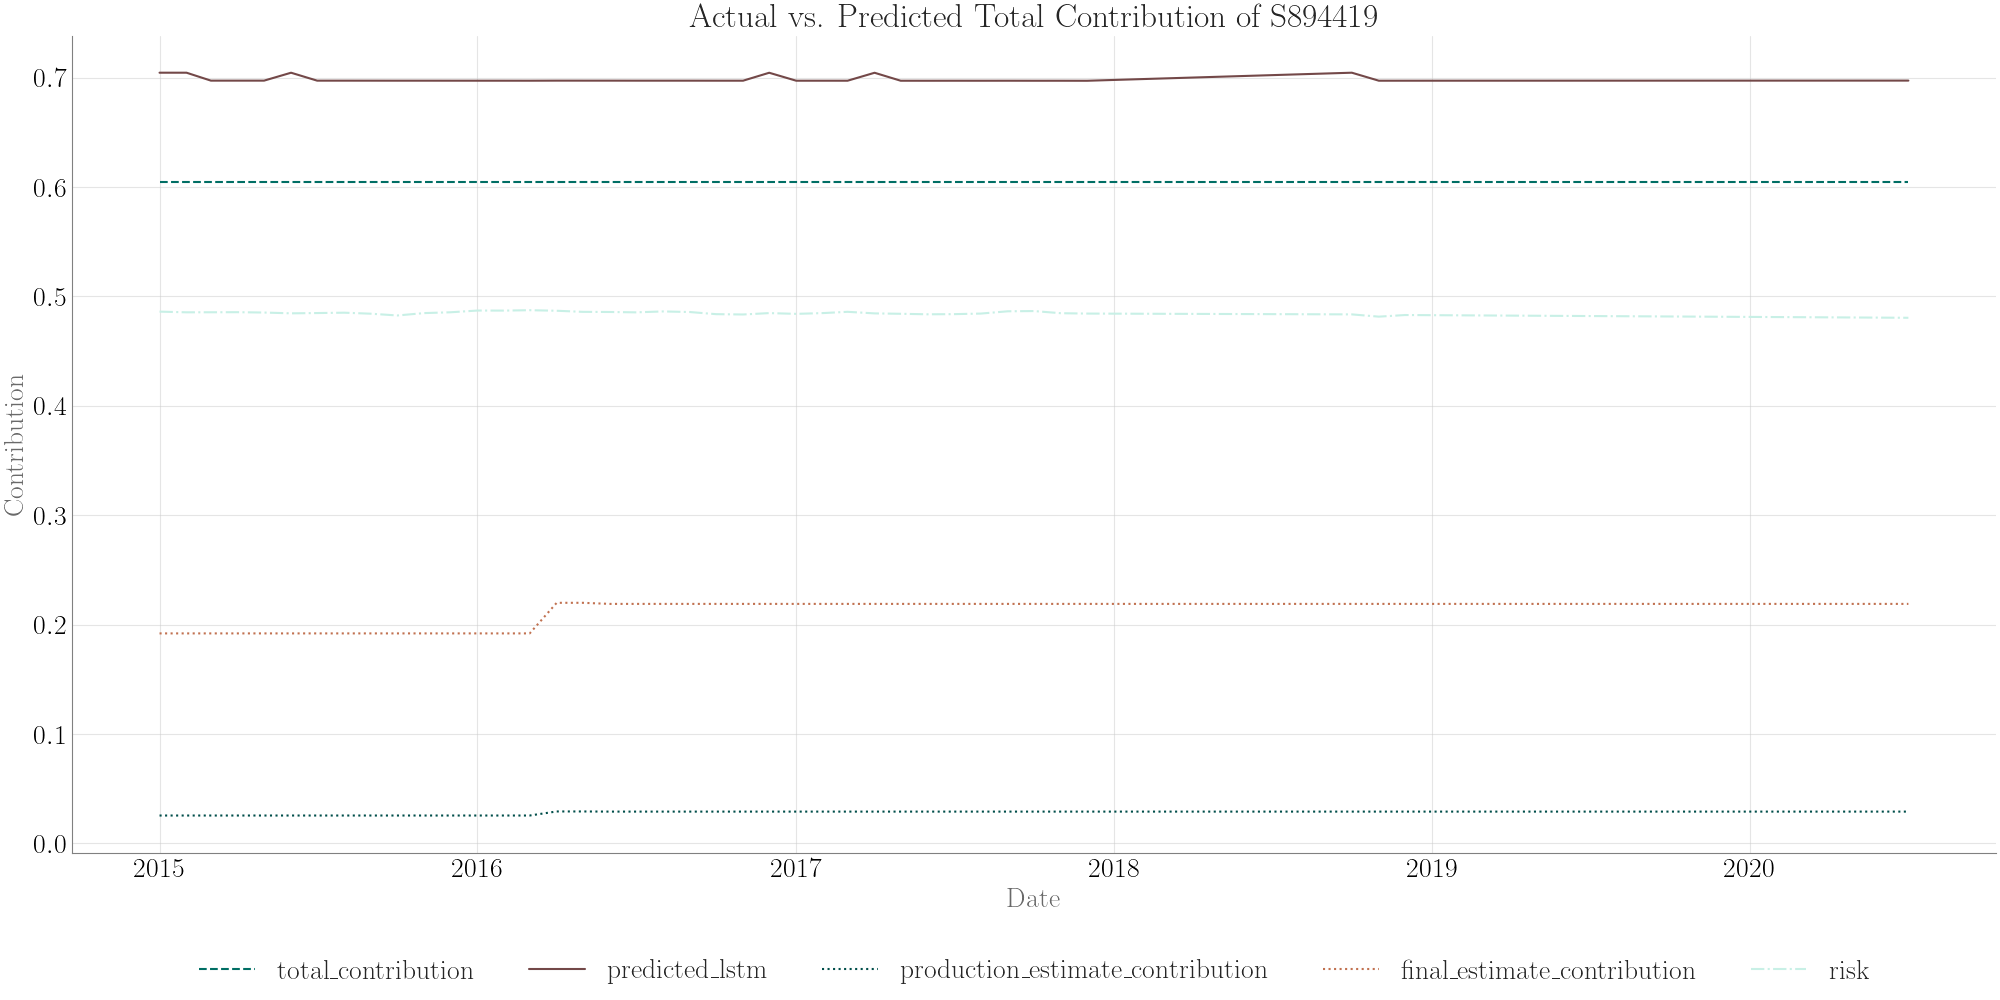 Actual vs. Predicted Total Contribution of S894419
0.7
0.6
0.5
0.4
0.3
0.2
0.1
0.0
Contribution
2015 2016 2017 2018 2019 2020
Date
total_contribution predicted_lstm production_estimate_contribution final_estimate_contribution risk